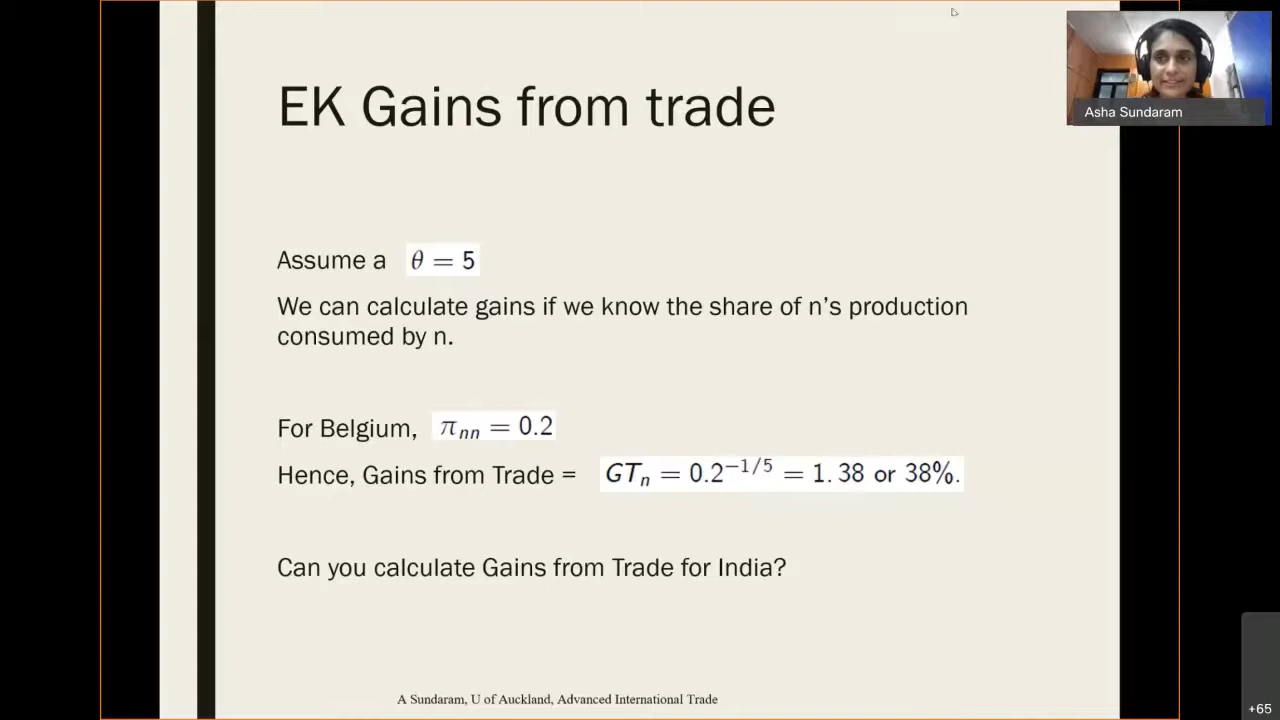 EK Gains from trade
Asha Sundaram
Assume a θ = 5
We can calculate gains if we know the share of n’s production
consumed by n.
For Belgium, π_nn = 0.2
Hence, Gains from Trade = GT_n = 0.2^{-1/5} = 1.38 or 38%.
Can you calculate Gains from Trade for India?
A Sundaram, U of Auckland, Advanced International Trade
+65